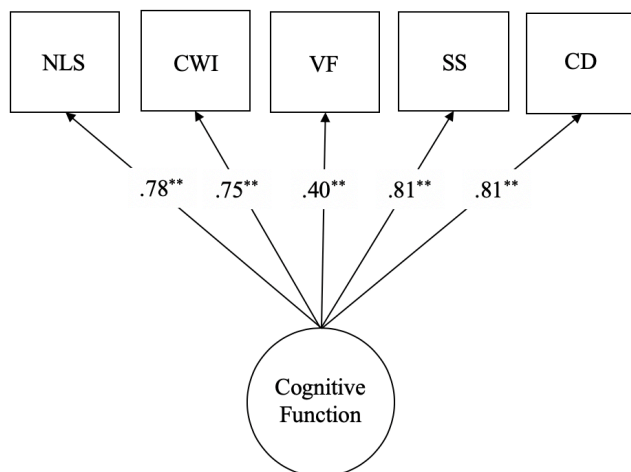 NLS CWI VF SS CD
.78** .75** .40** .81** .81**
Cognitive
Function